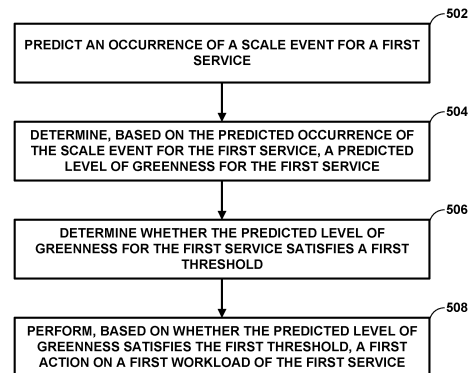 502
PREDICT AN OCCURRENCE OF A SCALE EVENT FOR A FIRST
SERVICE
504
DETERMINE, BASED ON THE PREDICTED OCCURRENCE OF
THE SCALE EVENT FOR THE FIRST SERVICE, A PREDICTED
LEVEL OF GREENNESS FOR THE FIRST SERVICE
506
DETERMINE WHETHER THE PREDICTED LEVEL OF
GREENNESS FOR THE FIRST SERVICE SATISFIES A FIRST
THRESHOLD
508
PERFORM, BASED ON WHETHER THE PREDICTED LEVEL OF
GREENNESS SATISFIES THE FIRST THRESHOLD, A FIRST
ACTION ON A FIRST WORKLOAD OF THE FIRST SERVICE